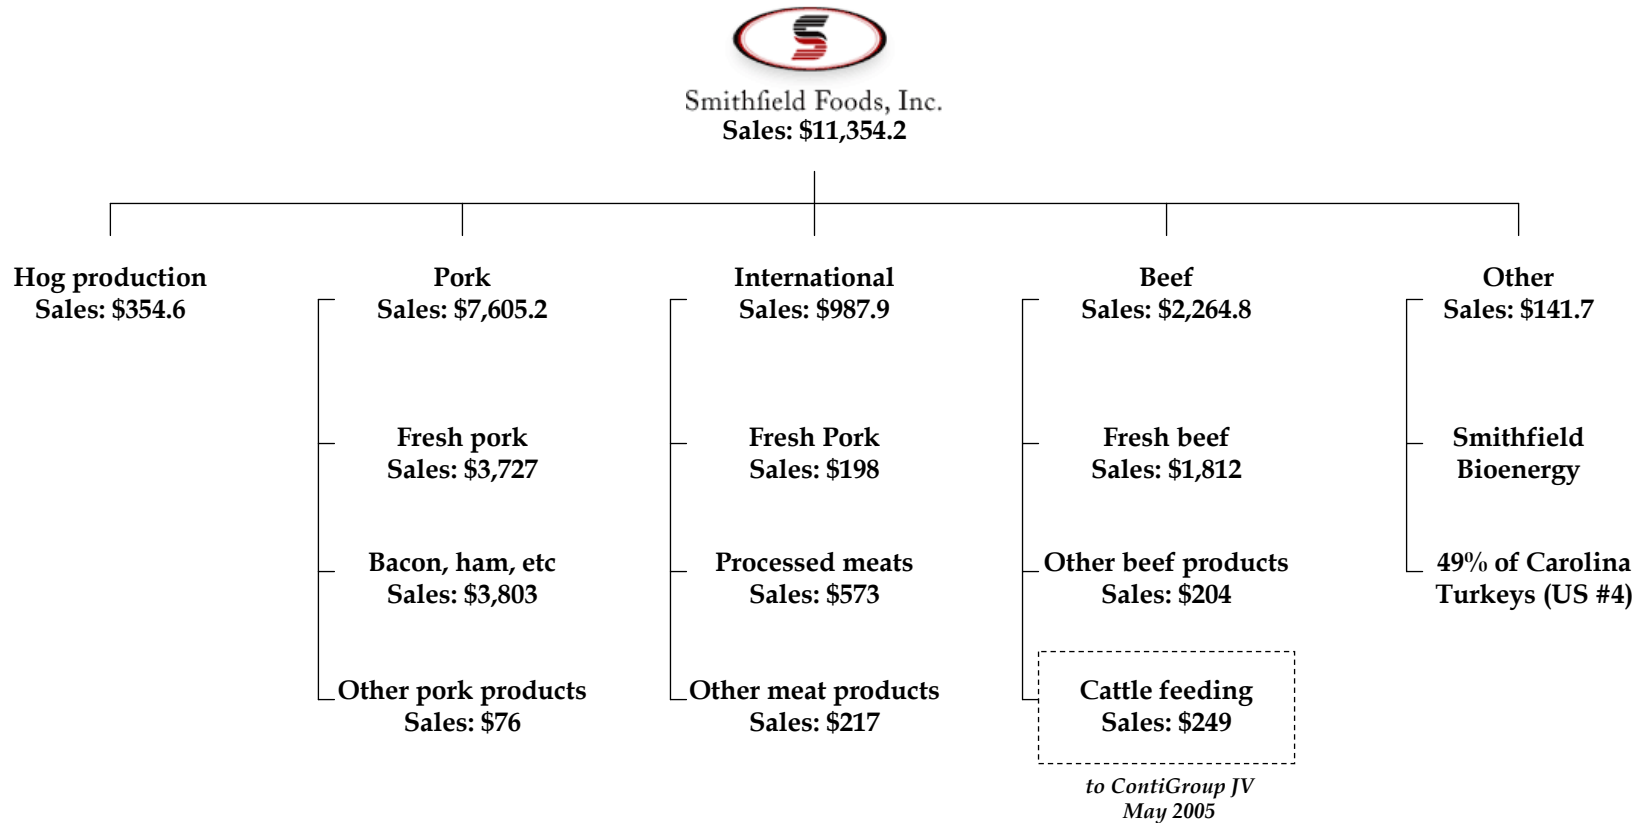 S
Smithfield Foods, Inc.
Sales: $11,354.2
Hog production
Sales: $354.6
Pork
Sales: $7,605.2
Fresh pork
Sales: $3,727
Bacon, ham, etc
Sales: $3,803
Other pork products
Sales: $76
International
Sales: $987.9
Fresh Pork
Sales: $198
Processed meats
Sales: $573
Other meat products
Sales: $217
Beef
Sales: $2,264.8
Fresh beef
Sales: $1,812
Other beef products
Sales: $204
Cattle feeding
Sales: $249
to ContiGroup JV
May 2005
Other
Sales: $141.7
Smithfield
Bioenergy
49% of Carolina
Turkeys (US #4)